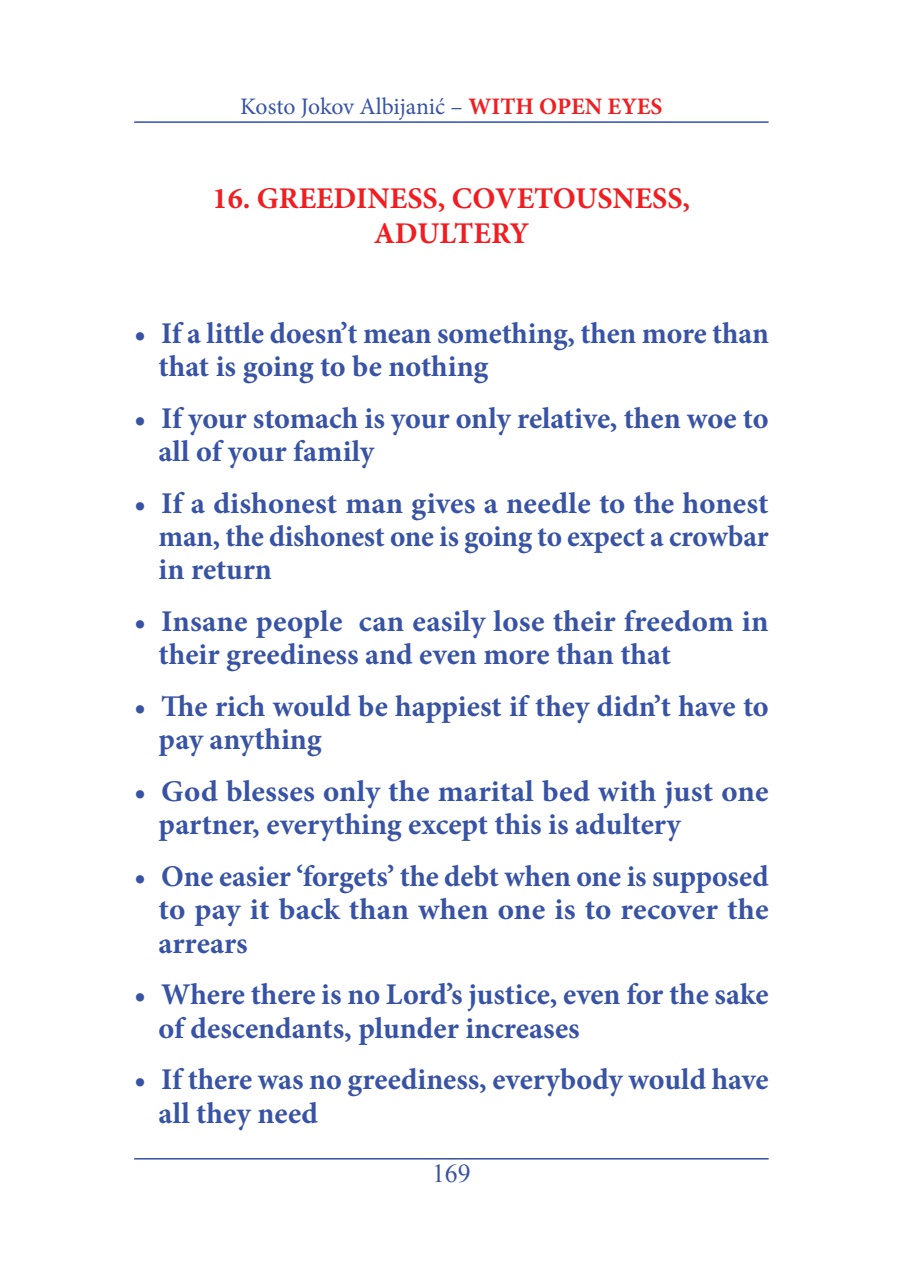 Kosto Jokov Albijanić – WITH OPEN EYES
16. GREEDINESS, COVETOUSNESS,
ADULTERY
• If a little doesn’t mean something, then more than
that is going to be nothing
• If your stomach is your only relative, then woe to
all of your family
• If a dishonest man gives a needle to the honest
man, the dishonest one is going to expect a crowbar
in return
• Insane people  can easily lose their freedom in
their greediness and even more than that
• The rich would be happiest if they didn’t have to
pay anything
• God blesses only the marital bed with just one
partner, everything except this is adultery
• One easier ‘forgets’ the debt when one is supposed
to pay it back than when one is to recover the
arrears
• Where there is no Lord’s justice, even for the sake
of descendants, plunder increases
• If there was no greediness, everybody would have
all they need
169